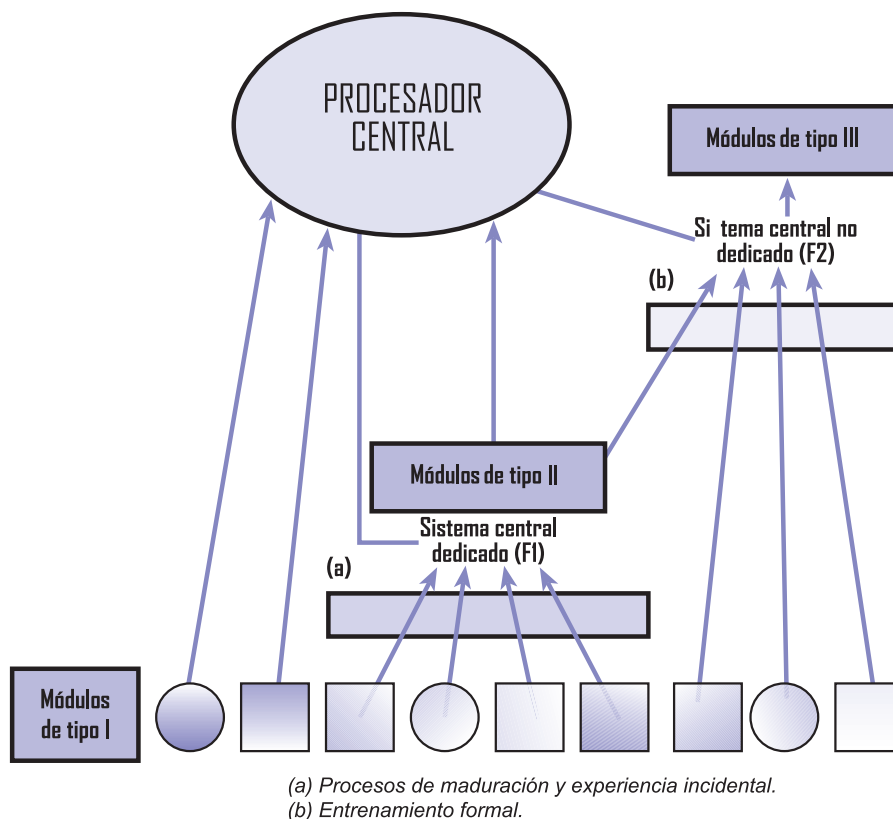 PROCESADOR
CENTRAL
Módulos de tipo III
Si tema central no
dedicado (F2)
(b)
Módulos de tipo II
Sistema central
dedicado (F1)
(a)
Módulos
de tipo I
(a) Procesos de maduración y experiencia incidental.
(b) Entrenamiento formal.